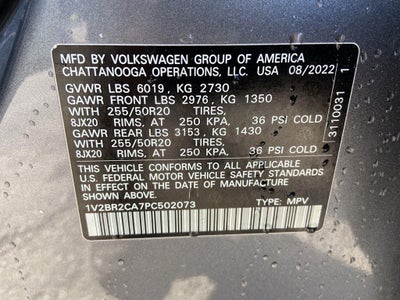 MFD BY VOLKSWAGEN GROUP OF AMERICA
CHATTANOOGA OPERATIONS, LLC. USA 08/2022
GVWR LBS 6019, KG 2730
GAWR FRONT LBS 2976, KG 1350
WITH 255/50R20 TIRES,
8JX20 RIMS, AT 250 KPA, 36 PSI COLD
GAWR REAR LBS 3153, KG 1430
WITH 255/50R20 TIRES,
8JX20 RIMS, AT 250 KPA, 36 PSI COLD
THIS VEHICLE CONFORMS TO ALL APPLICABLE
U.S. FEDERAL MOTOR VEHICLE SAFETY STANDARDS
IN EFFECT ON THE DATE OF MANUFACTURE
SHOWN ABOVE.
1V2BR2CA7PC502073 TYPE: MPV
31110031 1